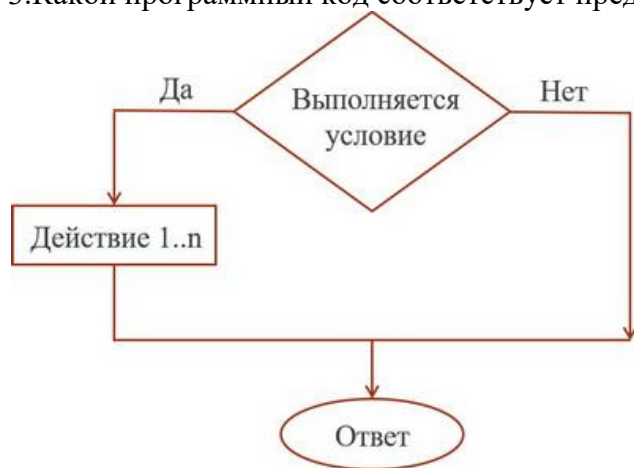 Какой программный код соответствует
Да
Выполняется
условие
Нет
Действие 1..n
Ответ